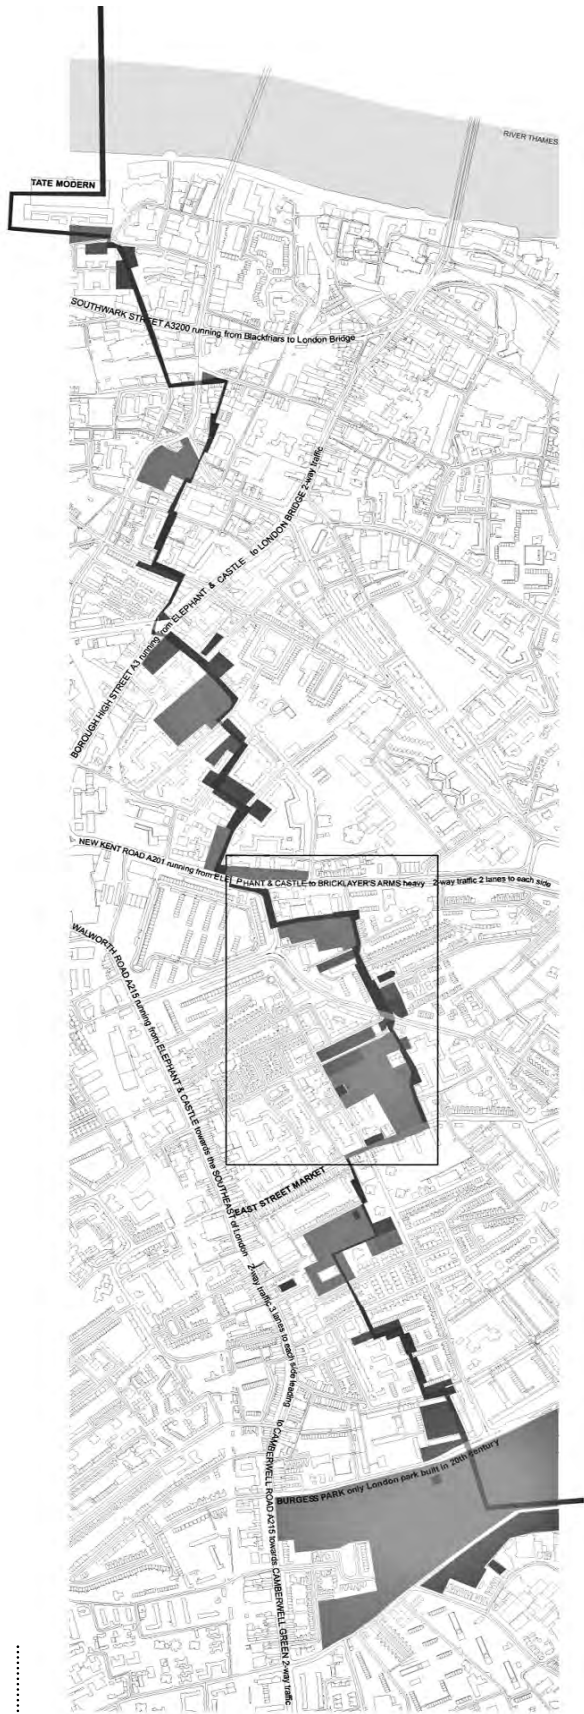 RIVER THAMES
TATE MODERN
SOUTHWARK STREET A3200 running from Blackfriars to London Bridge
BOROUGH HIGH STREET A3 running from ELEPHANT & CASTLE to LONDON BRIDGE 2-way traffic
NEW KENT ROAD A201 running from ELEPHANT & CASTLE to BRICKLAYER'S ARMS heavy 2-way traffic 2 lanes to each side
WALWORTH ROAD A215 running from ELEPHANT & CASTLE towards the SOUTHEAST of London
EAST STREET MARKET
2-way traffic 3 lanes to each side leading
to CAMBERWELL ROAD A215 towards CAMBERWELL GREEN 2-way traffic
BURGESS PARK only London park built in 20th century